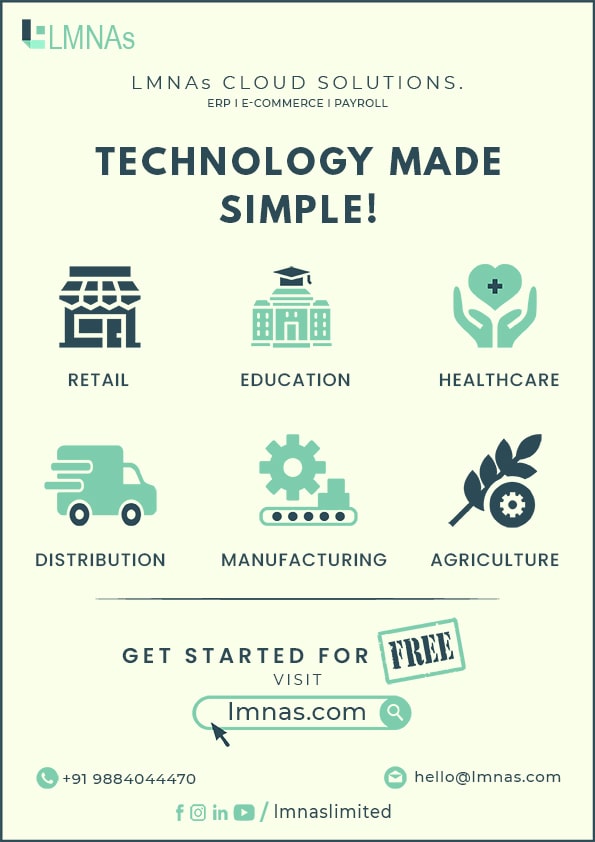 LMNAs
LMNAs CLOUD SOLUTIONS.
ERP I E-COMMERCE I PAYROLL
TECHNOLOGY MADE
SIMPLE!
RETAIL
EDUCATION
HEALTHCARE
DISTRIBUTION
MANUFACTURING
AGRICULTURE
GET STARTED FOR FREE
VISIT
lmnas.com
+91 9884044470
hello@lmnas.com
/ lmnaslimited